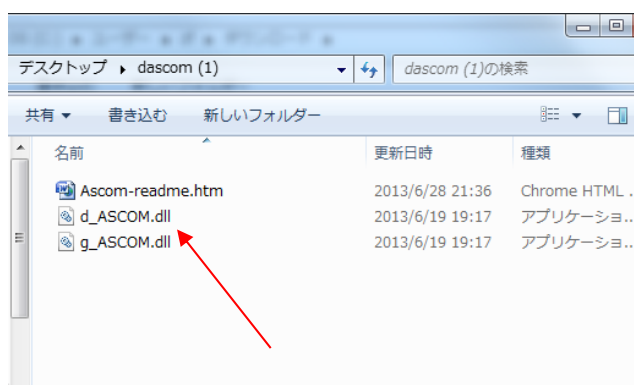 デスクトップ ▸ dascom (1)
dascom (1)の検索
共有 ▼ 書き込む 新しいフォルダー
名前 更新日時 種類
Ascom-readme.htm 2013/6/28 21:36 Chrome HTML ..
d_ASCOM.dll 2013/6/19 19:17 アプリケーショ...
g_ASCOM.dll 2013/6/19 19:17 アプリケーショ...